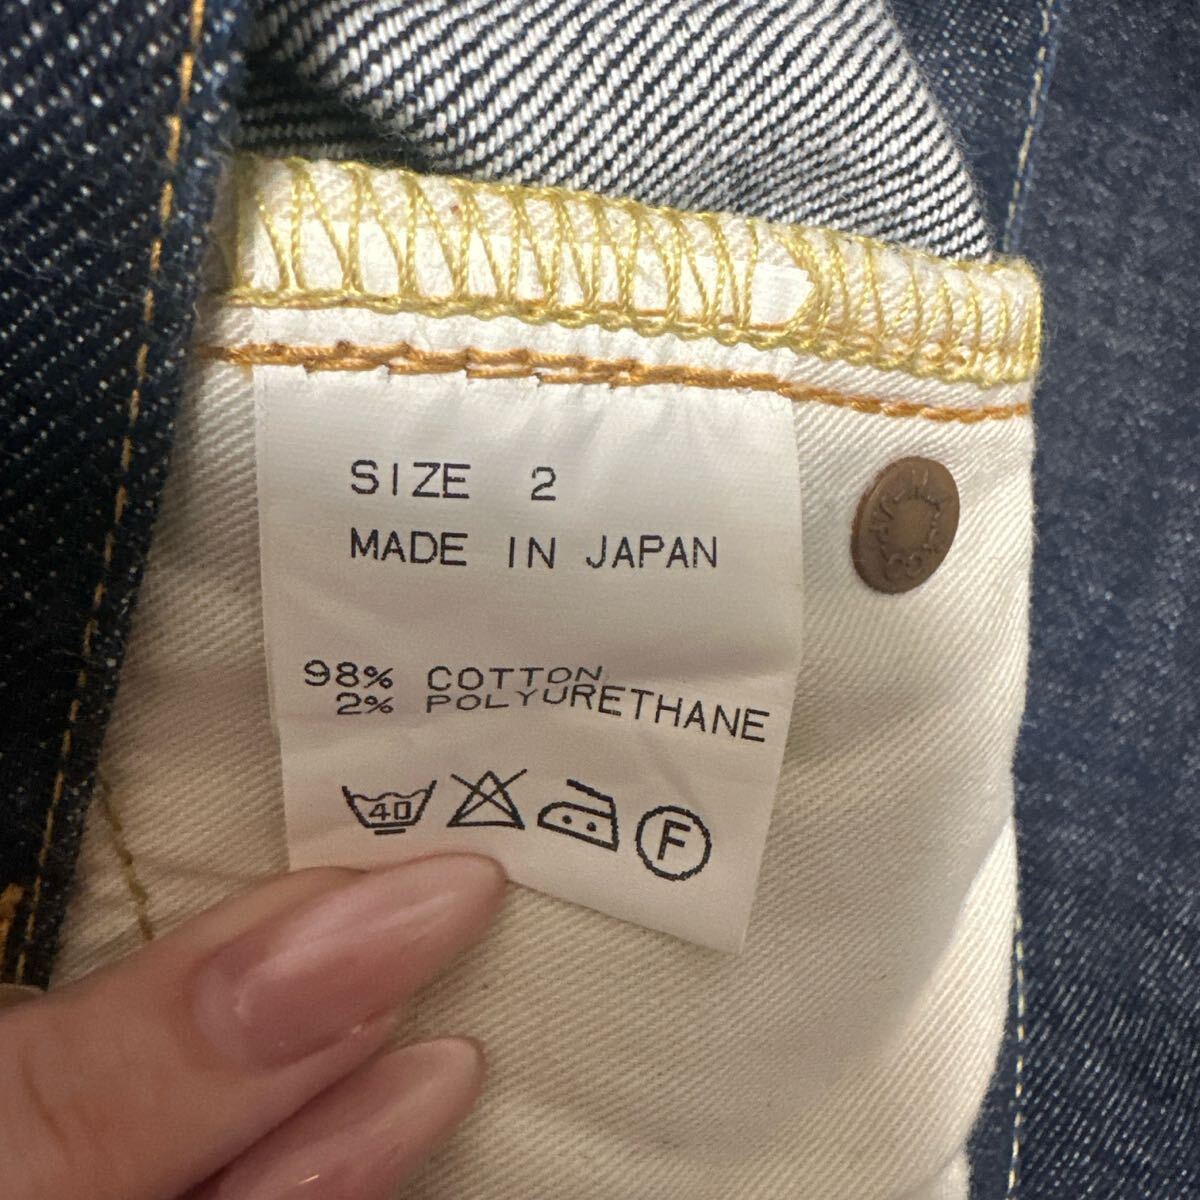 SIZE 2
MADE IN JAPAN
98% COTTON
2% POLYURETHANE
40
F